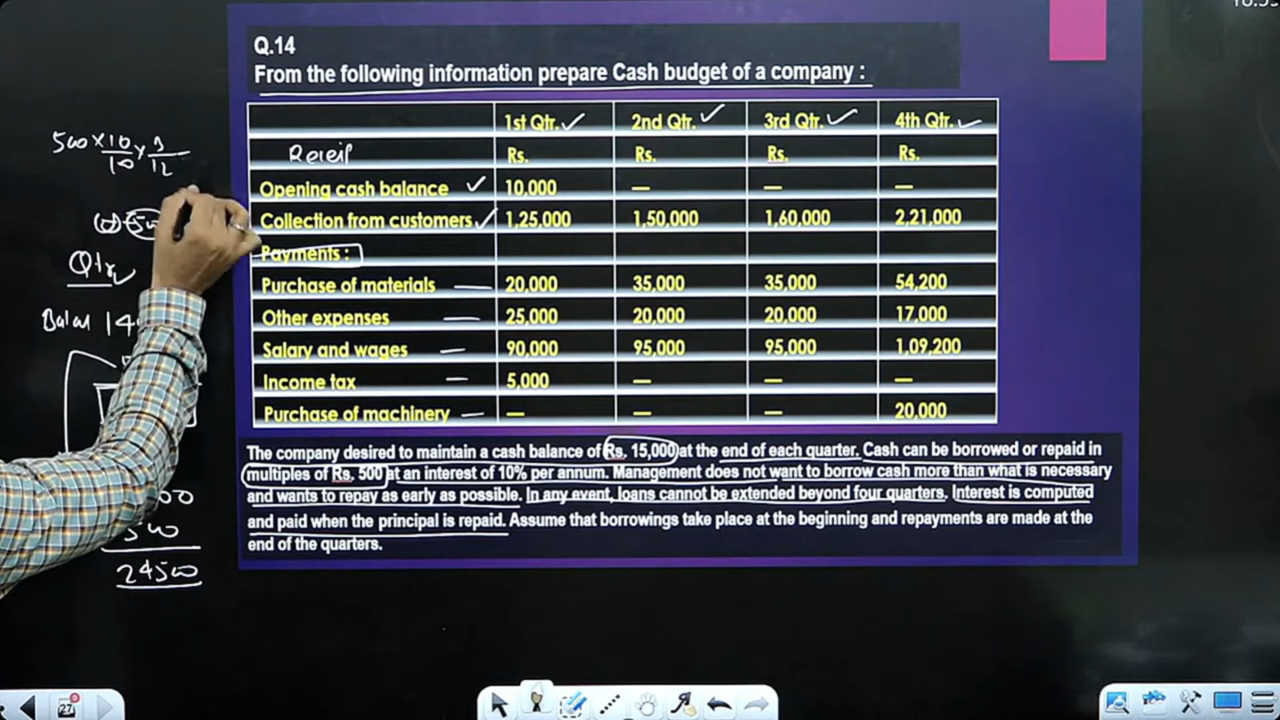 Q.14
From the following information prepare Cash budget of a company :
1st Qtr. 2nd Qtr. 3rd Qtr. 4th Qtr.
Rs. Rs. Rs. Rs.
Opening cash balance 10,000 — — —
Collection from customers 1,25,000 1,50,000 1,60,000 2,21,000
Payments :
Purchase of materials 20,000 35,000 35,000 54,200
Other expenses 25,000 20,000 20,000 17,000
Salary and wages 90,000 95,000 95,000 1,09,200
Income tax 5,000 — — —
Purchase of machinery — — — 20,000
The company desired to maintain a cash balance of Rs. 15,000 at the end of each quarter. Cash can be borrowed or repaid in
multiples of Rs. 500 at an interest of 10% per annum. Management does not want to borrow cash more than what is necessary
and wants to repay as early as possible. In any event, loans cannot be extended beyond four quarters. Interest is computed
and paid when the principal is repaid. Assume that borrowings take place at the beginning and repayments are made at the
end of the quarters.
Qtr
24500
27